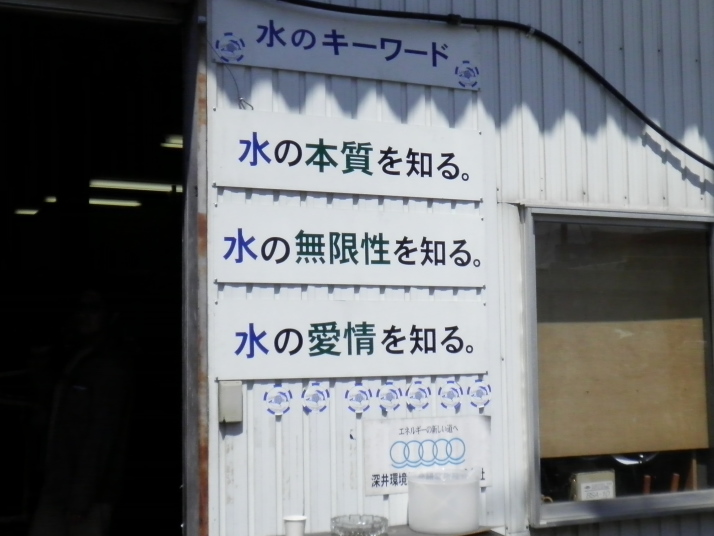 水のキーワード
水の本質を知る。
水の無限性を知る。
水の愛情を知る。
エネルギーの新しい道へ
深井環境
社